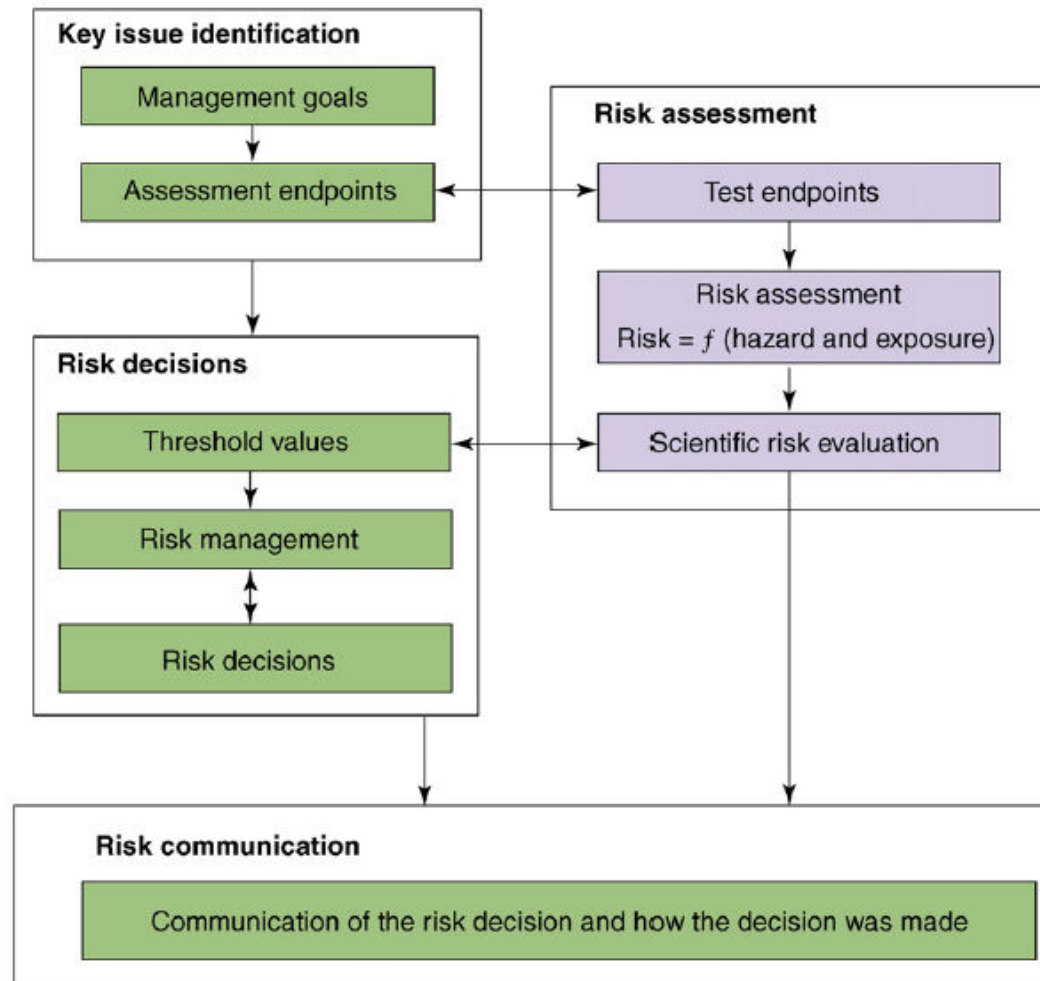 Key issue identification
Management goals
Assessment endpoints
Risk assessment
Test endpoints
Risk assessment
Risk = f (hazard and exposure)
Scientific risk evaluation
Risk decisions
Threshold values
Risk management
Risk decisions
Risk communication
Communication of the risk decision and how the decision was made